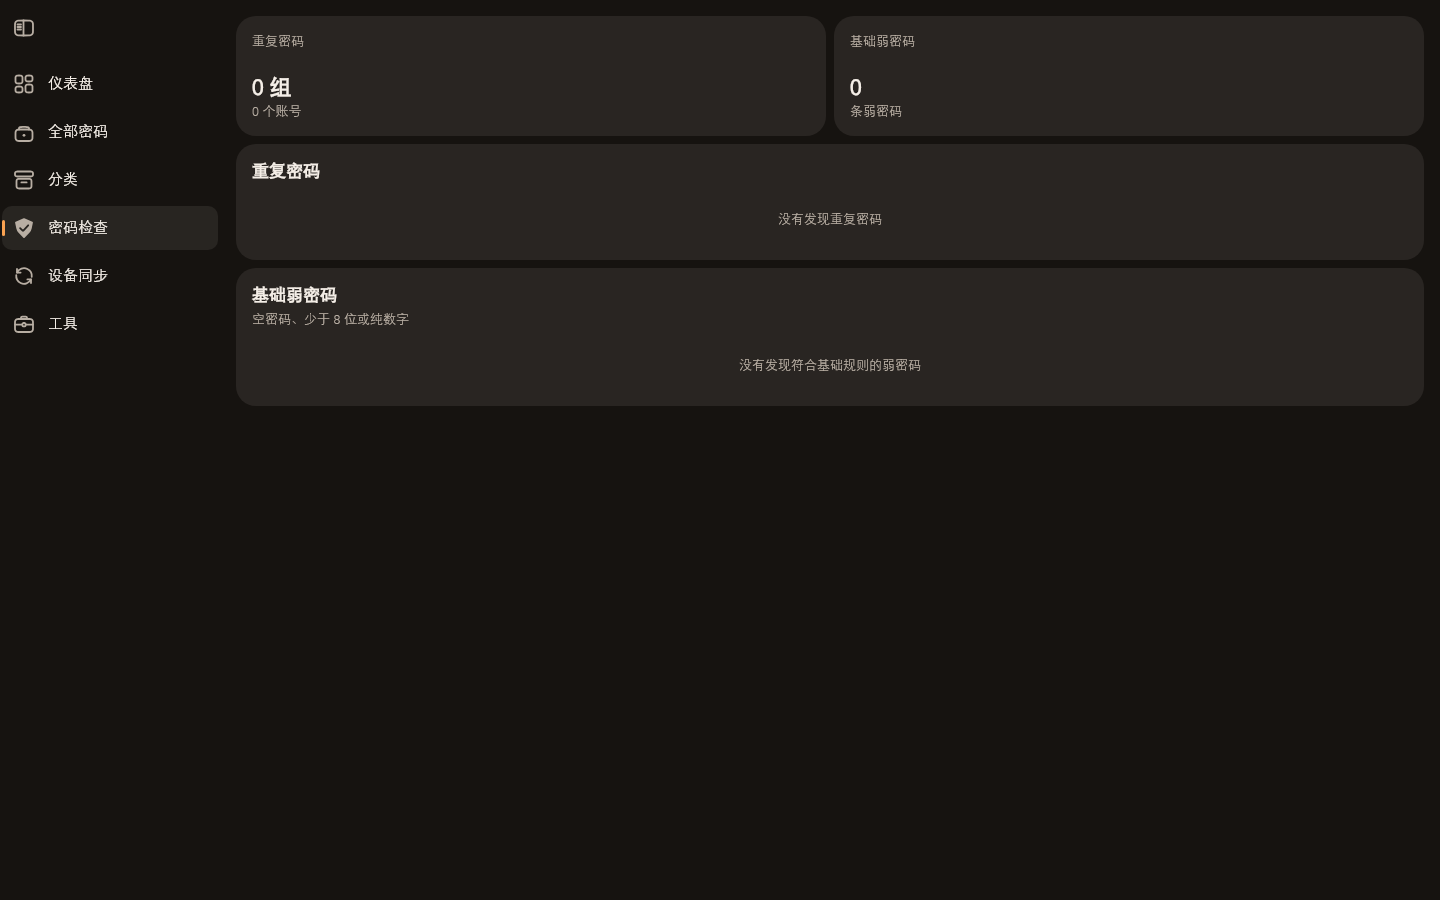 仪表盘
全部密码
分类
密码检查
设备同步
工具
重复密码
0 组
0 个账号
基础弱密码
0
条弱密码
重复密码
没有发现重复密码
基础弱密码
空密码、少于 8 位或纯数字
没有发现符合基础规则的弱密码